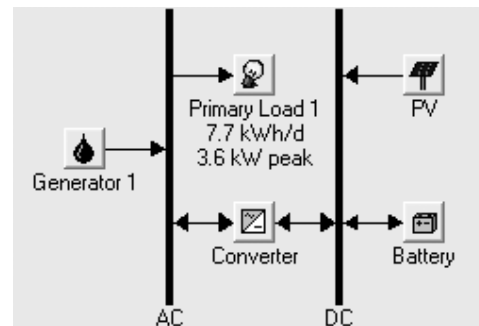 Primary Load 1
7.7 kWh/d
3.6 kW peak
PV
Generator 1
Converter
Battery
AC
DC